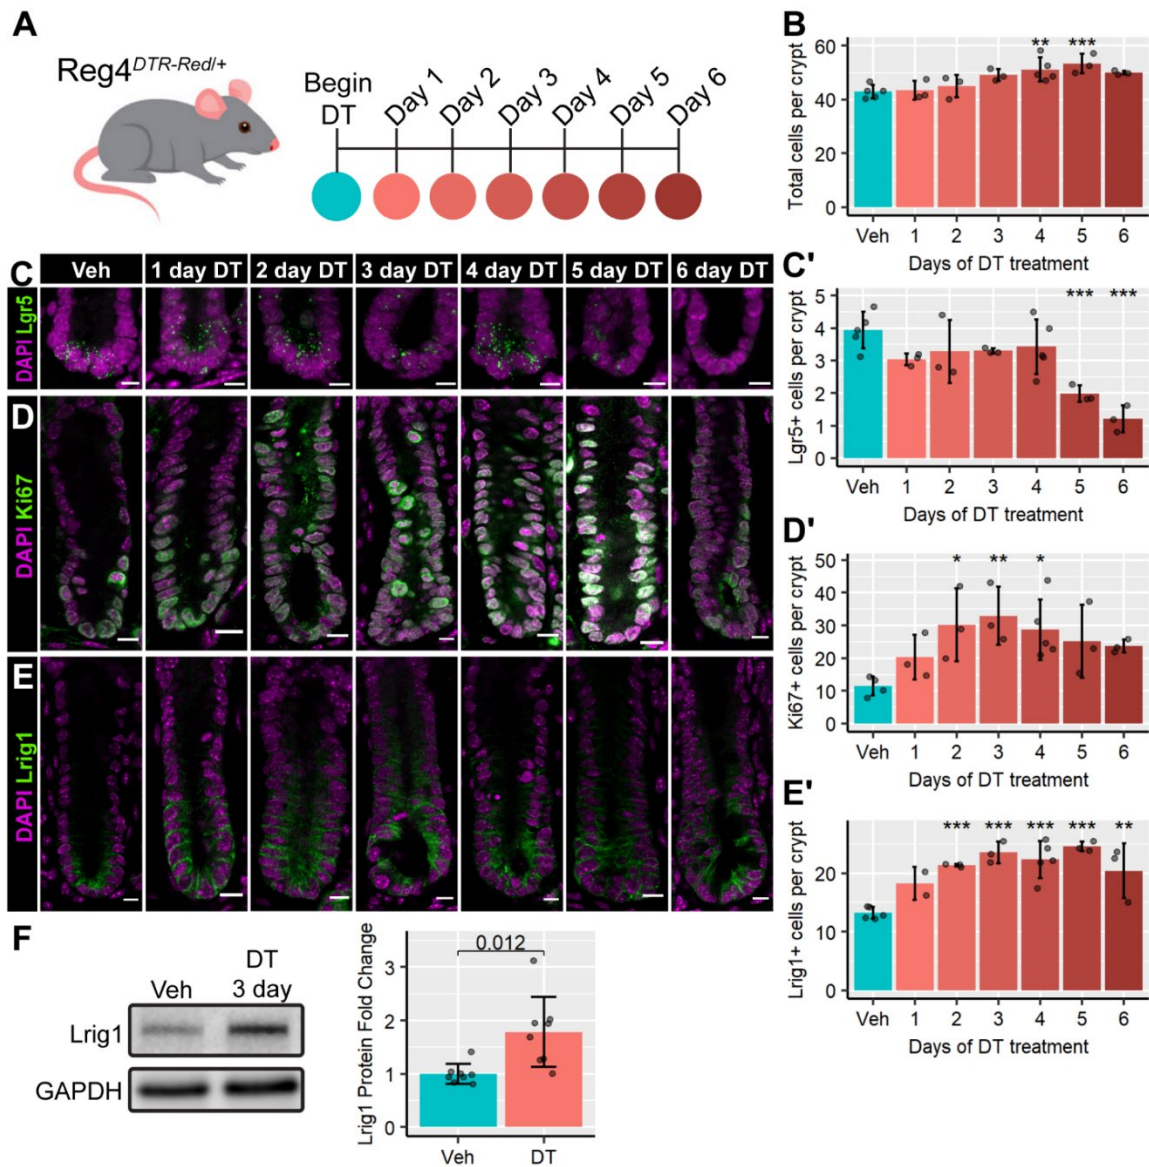 A
Reg4DTR-Red/+
Begin
DT
Day 1
Day 2
Day 3
Day 4
Day 5
Day 6
B
Total cells per crypt
60
40
20
0
** ***
Veh 1 2 3 4 5 6
Days of DT treatment
C
Veh
1 day DT
2 day DT
3 day DT
4 day DT
5 day DT
6 day DT
DAPI Lgr5
C'
Lgr5+ cells per crypt
5
4
3
2
1
0
*** ***
Veh 1 2 3 4 5 6
Days of DT treatment
D
DAPI Ki67
D'
Ki67+ cells per crypt
50
40
30
20
10
0
* ** *
Veh 1 2 3 4 5 6
Days of DT treatment
E
DAPI Lrig1
E'
Lrig1+ cells per crypt
20
10
0
*** *** *** *** **
Veh 1 2 3 4 5 6
Days of DT treatment
F
Veh
DT
3 day
Lrig1
GAPDH
Lrig1 Protein Fold Change
3
2
1
0
0.012
Veh DT